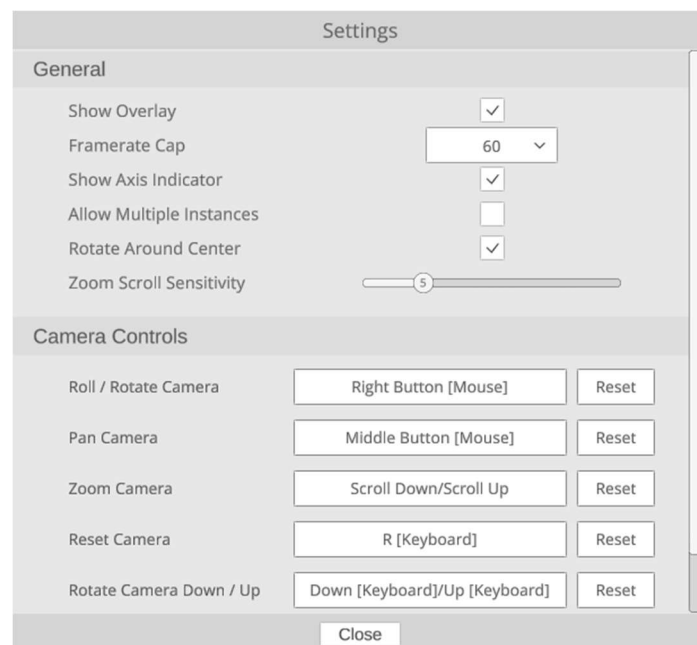 Settings
General
Show Overlay
Framerate Cap 60
Show Axis Indicator
Allow Multiple Instances
Rotate Around Center
Zoom Scroll Sensitivity 5
Camera Controls
Roll / Rotate Camera Right Button [Mouse] Reset
Pan Camera Middle Button [Mouse] Reset
Zoom Camera Scroll Down/Scroll Up Reset
Reset Camera R [Keyboard] Reset
Rotate Camera Down / Up Down [Keyboard]/Up [Keyboard] Reset
Close